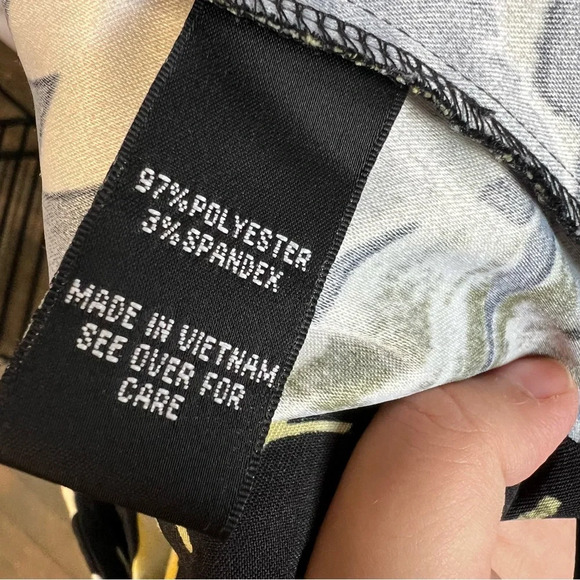 97%POLYESTER
3%SPANDEX
MADE IN VIETNAM
SEE OVER FOR
CARE